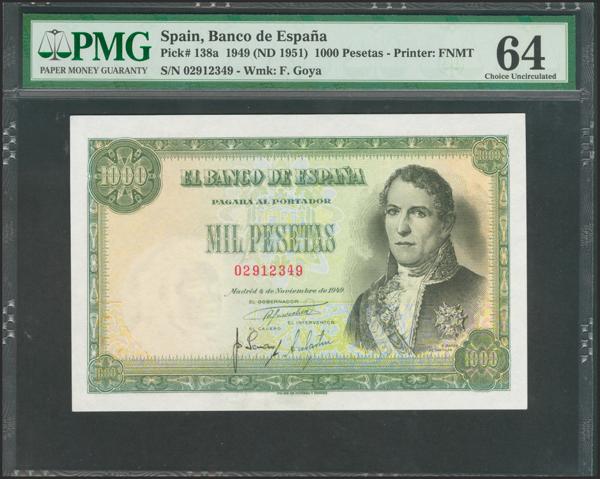 PMG
PAPER MONEY GUARANTY
Spain, Banco de España
Pick# 138a 1949 (ND 1951) 1000 Pesetas - Printer: FNMT
S/N 02912349 - Wmk: F. Goya
64
Choice Uncirculated
1000
1000
EL BANCO DE ESPAÑA
PAGARA AL PORTADOR
MIL PESETAS
02912349
Madrid 4 de Noviembre de 1949
EL GOBERNADOR
EL CAJERO
EL INTERVENTOR
1000
1000